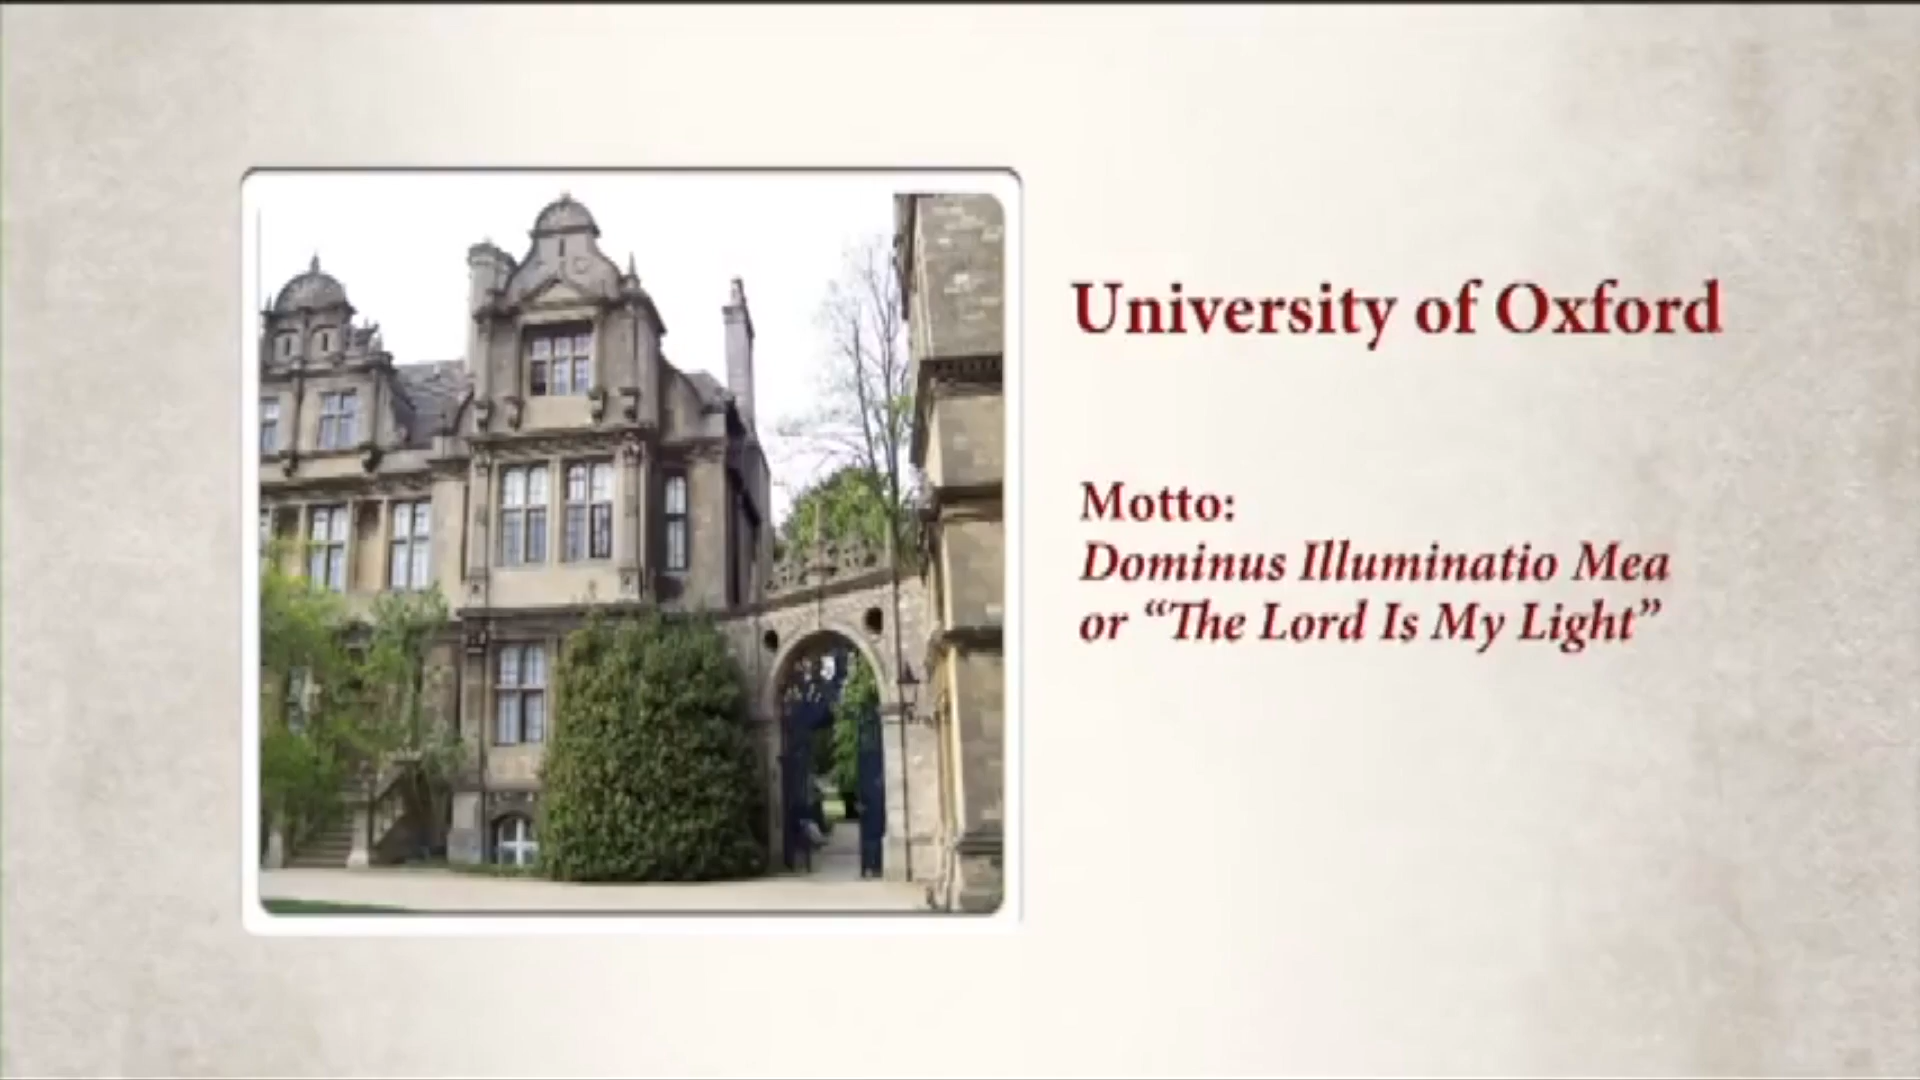 University of Oxford
Motto:
Dominus Illuminatio Mea
or “The Lord Is My Light”